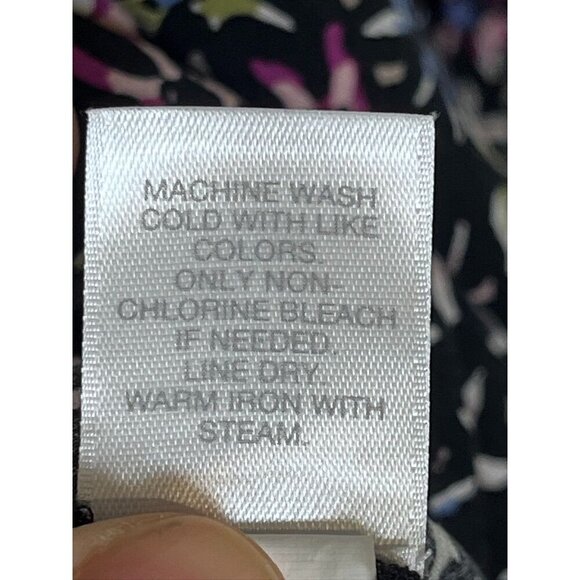 MACHINE WASH
COLD WITH LIKE
COLORS.
ONLY NON-
CHLORINE BLEACH
IF NEEDED.
LINE DRY.
WARM IRON WITH
STEAM.